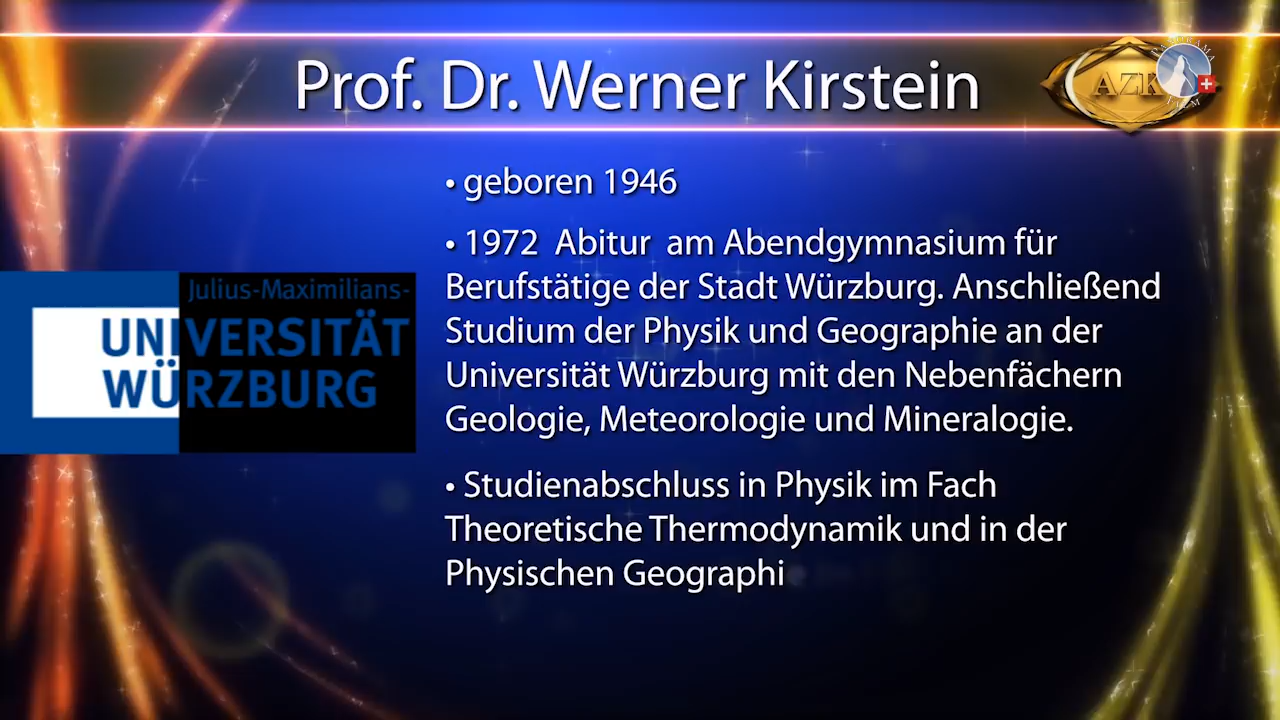 Prof. Dr. Werner Kirstein
AZK
PANORAMA
FILM
• geboren 1946
• 1972 Abitur am Abendgymnasium für
Berufstätige der Stadt Würzburg. Anschließend
Studium der Physik und Geographie an der
Universität Würzburg mit den Nebenfächern
Geologie, Meteorologie und Mineralogie.
• Studienabschluss in Physik im Fach
Theoretische Thermodynamik und in der
Physischen Geographi
Julius-Maximilians-
UNIVERSITÄT
WÜRZBURG